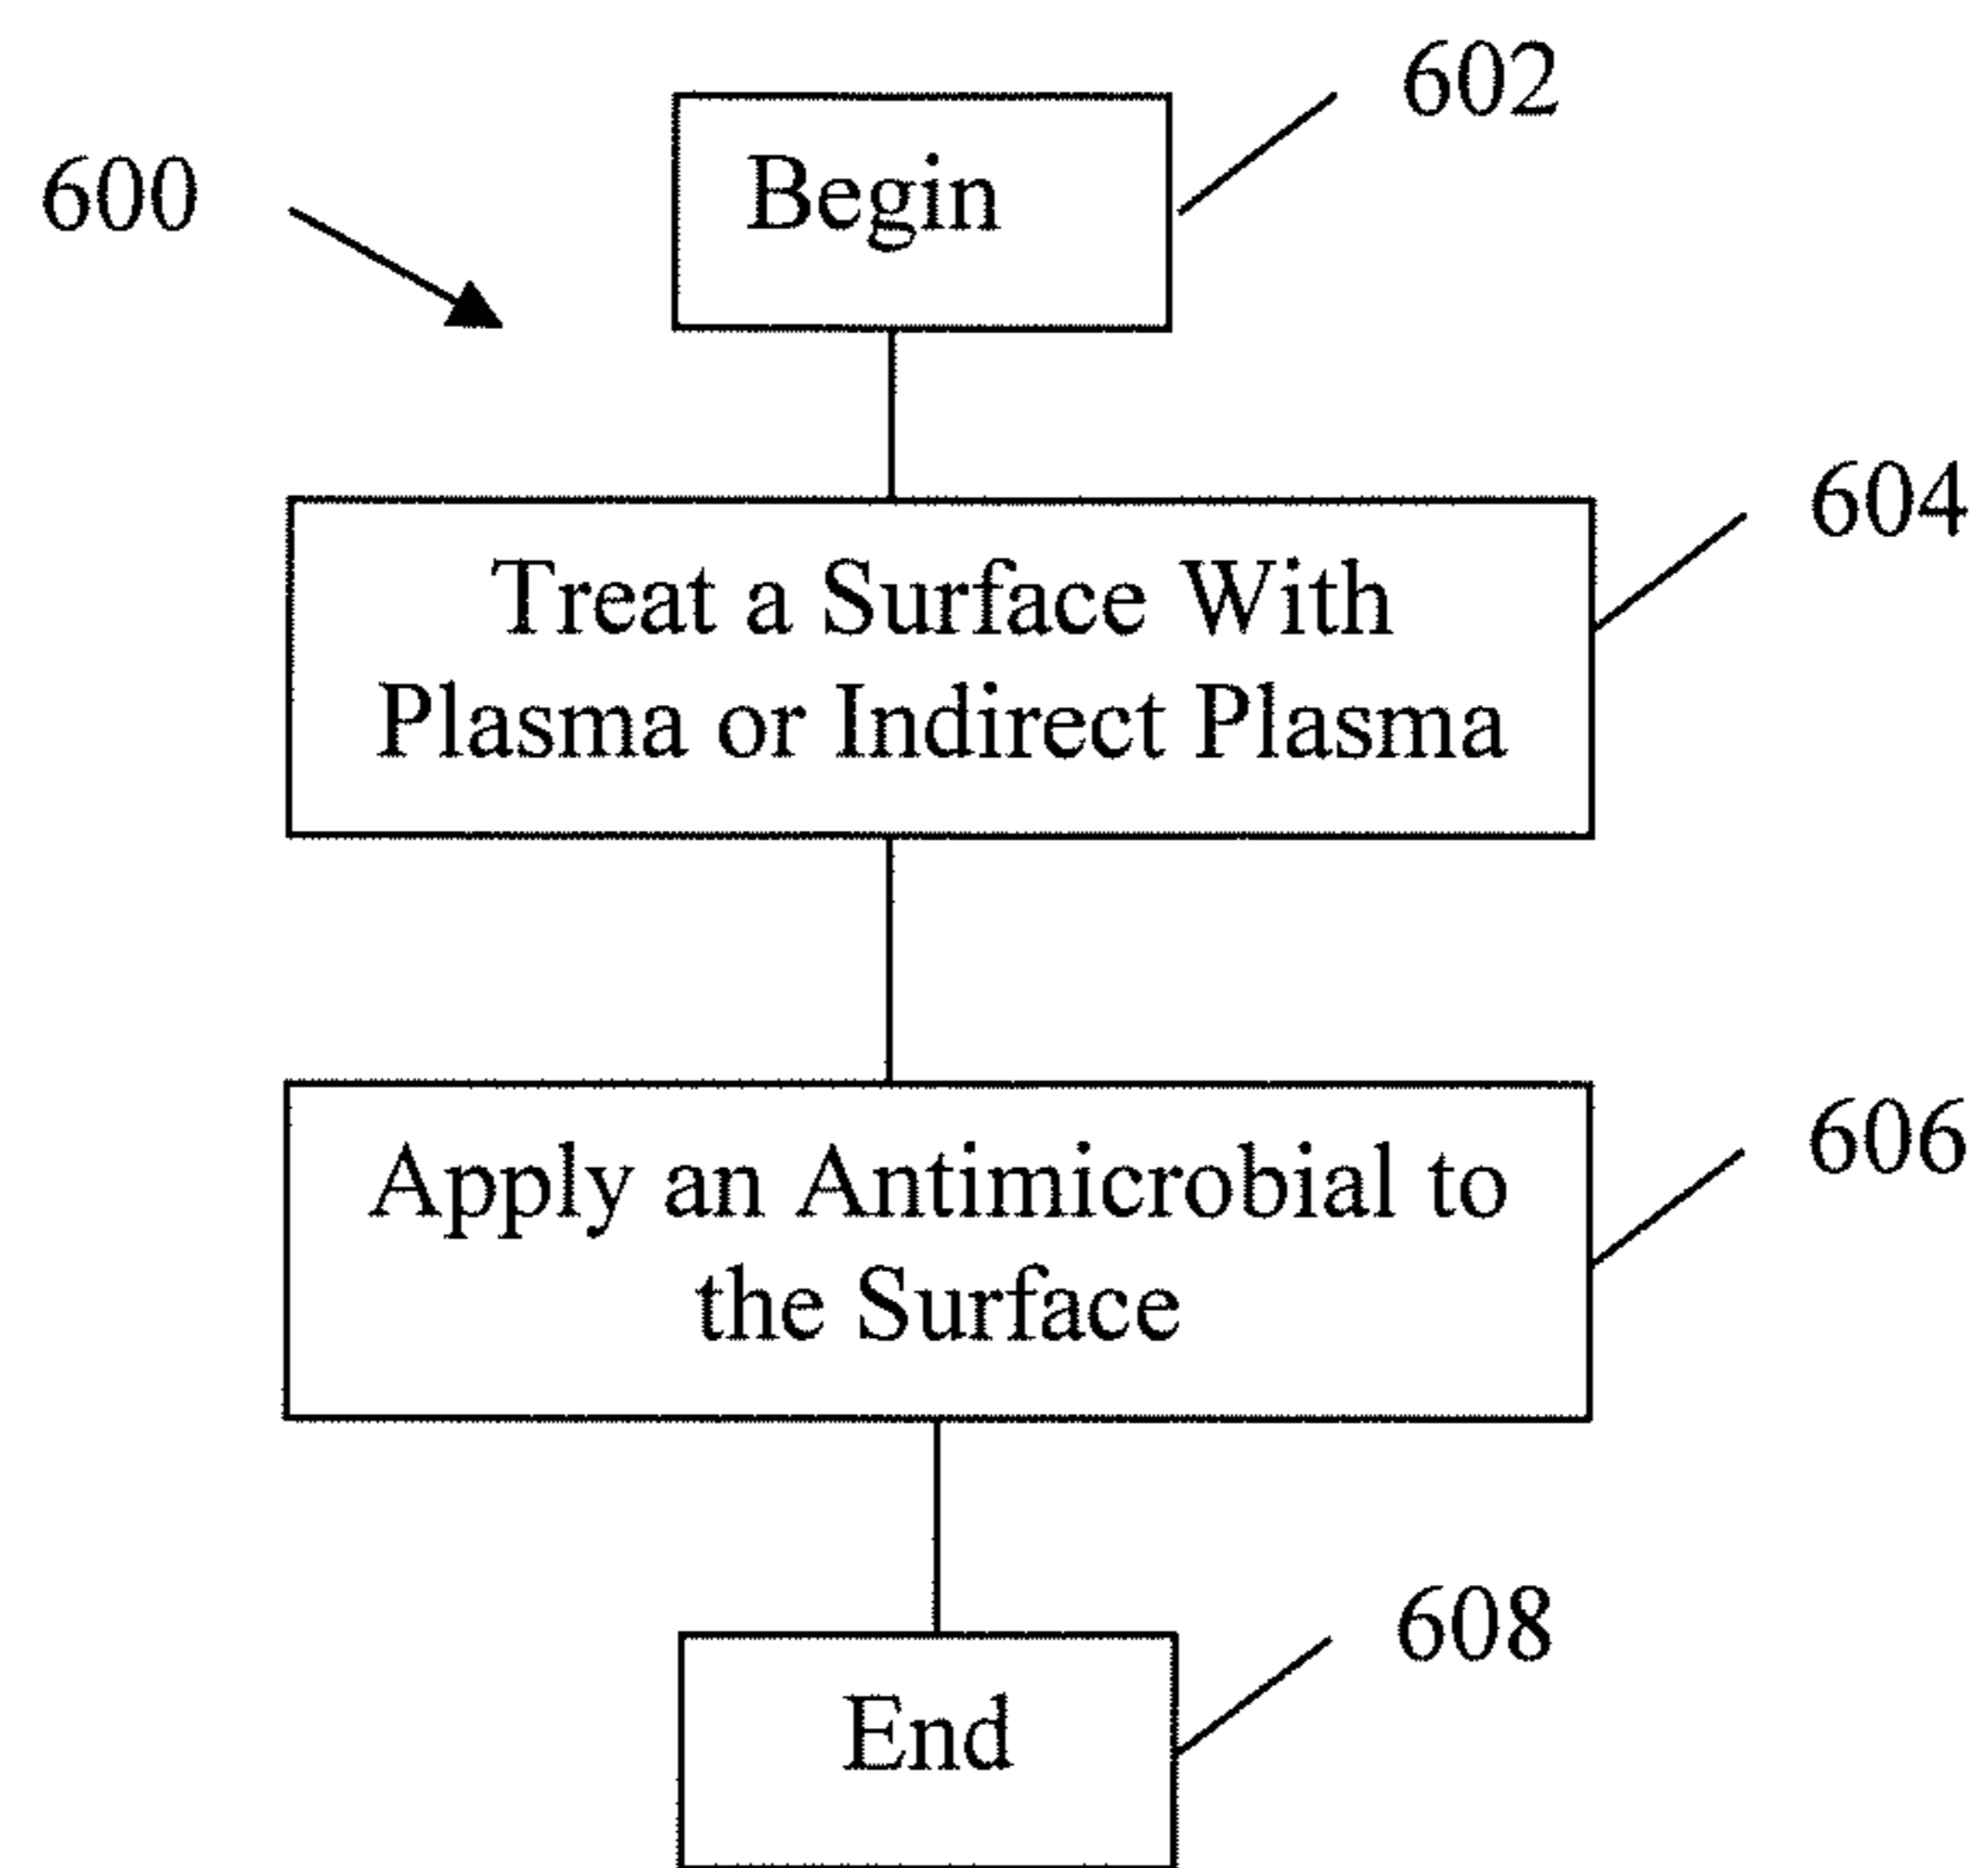 602
600
Begin
604
Treat a Surface With
Plasma or Indirect Plasma
606
Apply an Antimicrobial to
the Surface
608
End